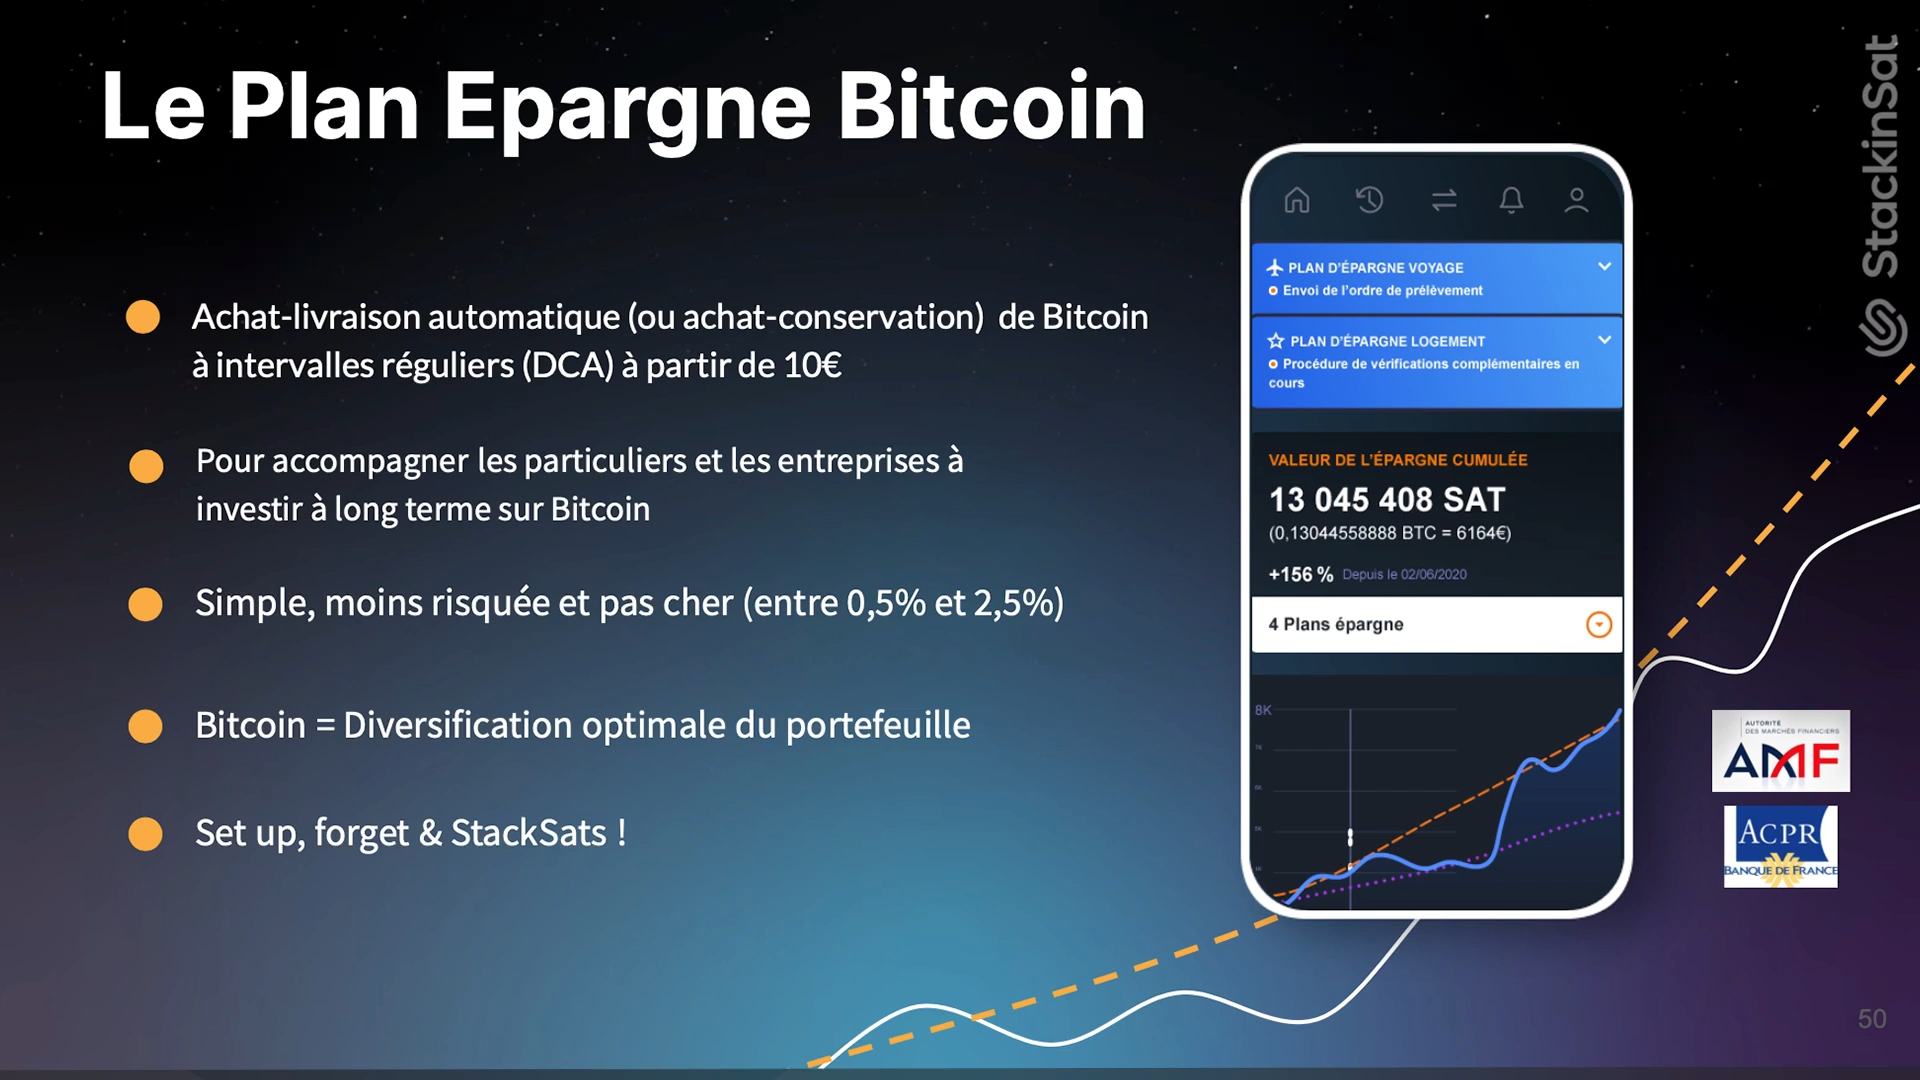 Le Plan Epargne Bitcoin
StackinSat
Achat-livraison automatique (ou achat-conservation) de Bitcoin
à intervalles réguliers (DCA) à partir de 10€
Pour accompagner les particuliers et les entreprises à
investir à long terme sur Bitcoin
Simple, moins risquée et pas cher (entre 0,5% et 2,5%)
Bitcoin = Diversification optimale du portefeuille
Set up, forget & StackSats !
PLAN D'ÉPARGNE VOYAGE
Envoi de l'ordre de prélèvement
PLAN D'ÉPARGNE LOGEMENT
Procédure de vérifications complémentaires en
cours
VALEUR DE L'ÉPARGNE CUMULÉE
13 045 408 SAT
(0,13044558888 BTC = 6164€)
+156 % Depuis le 02/06/2020
4 Plans épargne
8K
AUTORITÉ
DES MARCHÉS FINANCIERS
AMF
ACPR
BANQUE DE FRANCE
50